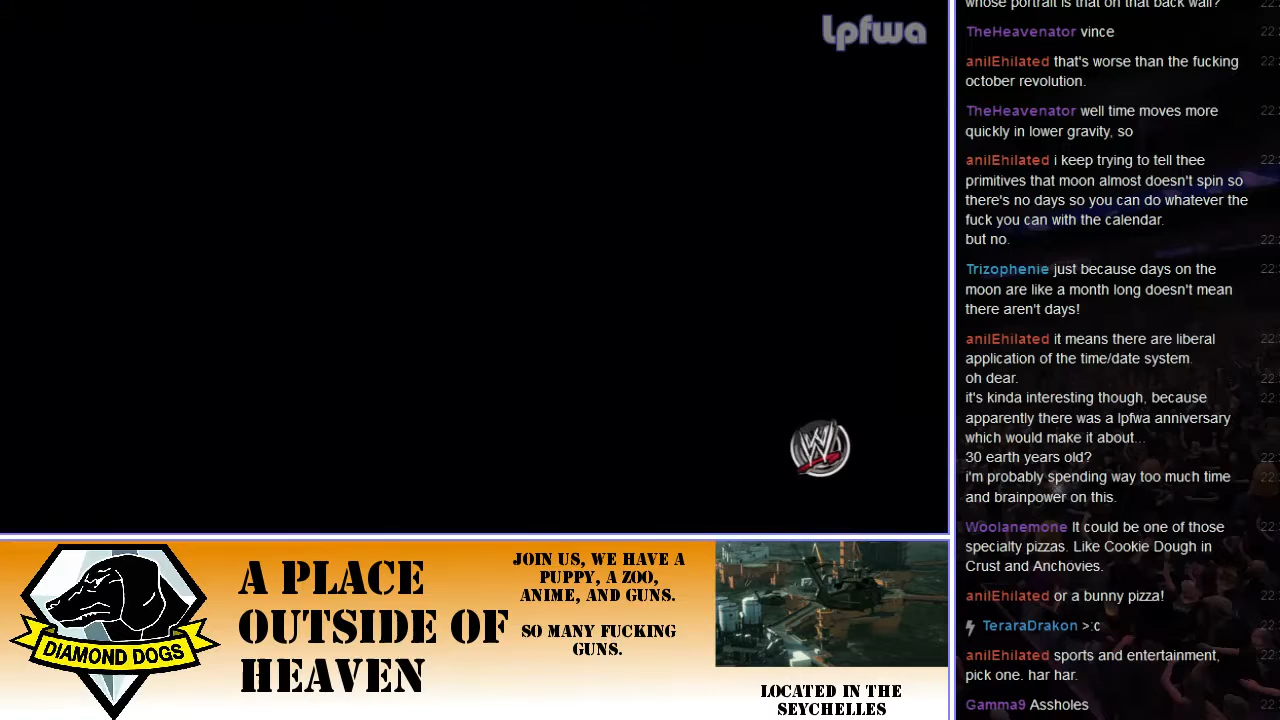 lpfwa
W
A PLACE
OUTSIDE OF
HEAVEN
JOIN US, WE HAVE A
PUPPY, A ZOO,
ANIME, AND GUNS.
SO MANY FUCKING
GUNS.
LOCATED IN THE
SEYCHELLES
DIAMOND DOGS
whose portrait is that on that back wall?
TheHeavenator vince
anilEhilated that's worse than the fucking
october revolution.
TheHeavenator well time moves more
quickly in lower gravity, so
anilEhilated i keep trying to tell thee
primitives that moon almost doesn't spin so
there's no days so you can do whatever the
fuck you can with the calendar.
but no.
Trizophenie just because days on the
moon are like a month long doesn't mean
there aren't days!
anilEhilated it means there are liberal
application of the time/date system.
oh dear.
it's kinda interesting though, because
apparently there was a lpfwa anniversary
which would make it about...
30 earth years old?
i'm probably spending way too much time
and brainpower on this.
Woolanemone It could be one of those
specialty pizzas. Like Cookie Dough in
Crust and Anchovies.
anilEhilated or a bunny pizza!
TeraraDrakon >:c
anilEhilated sports and entertainment,
pick one. har har.
Gamma9 Assholes